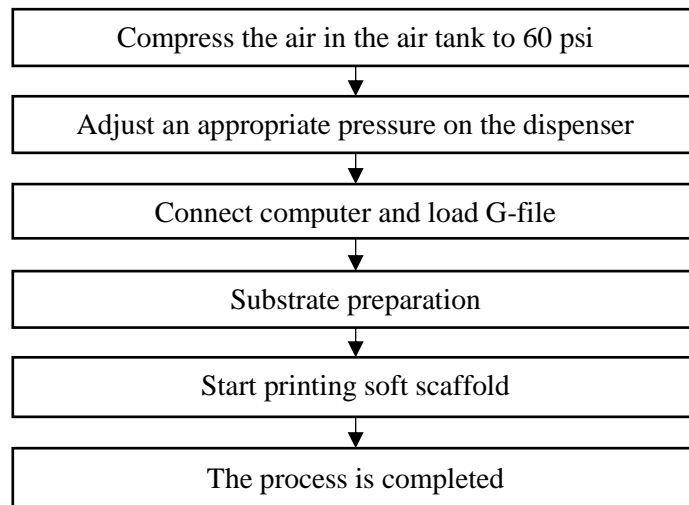 Compress the air in the air tank to 60 psi
Adjust an appropriate pressure on the dispenser
Connect computer and load G-file
Substrate preparation
Start printing soft scaffold
The process is completed